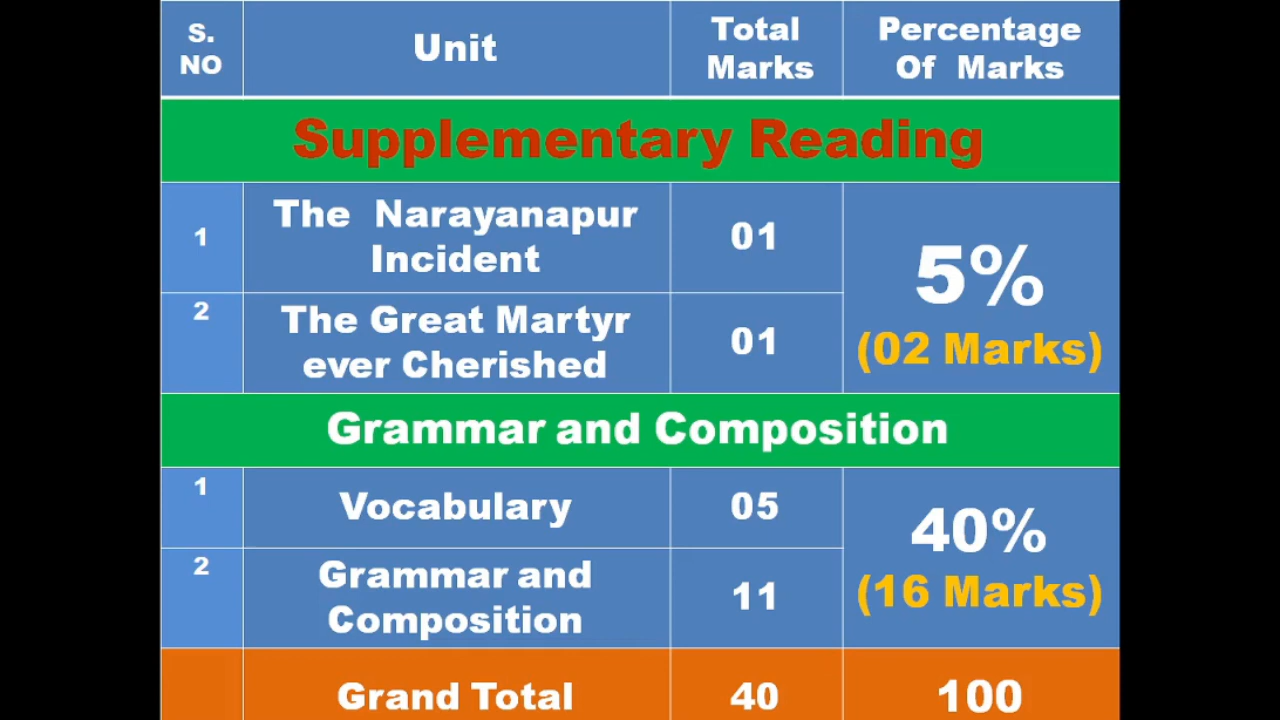 S. NO Unit Total Marks Percentage Of Marks
Supplementary Reading
1 The Narayanapur Incident 01 5% (02 Marks)
2 The Great Martyr ever Cherished 01
Grammar and Composition
1 Vocabulary 05 40% (16 Marks)
2 Grammar and Composition 11
Grand Total 40 100